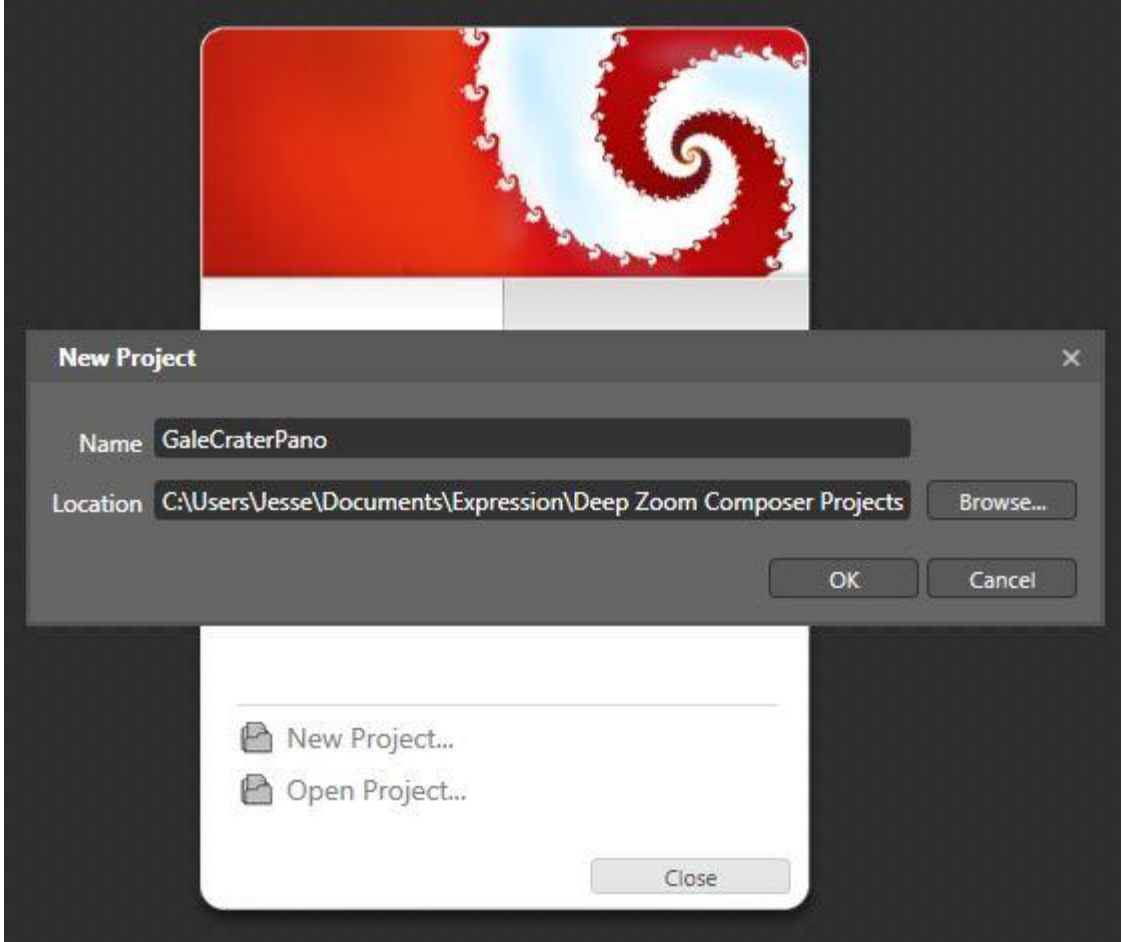 New Project
Name GaleCraterPano
Location C:\Users\Jesse\Documents\Expression\Deep Zoom Composer Projects Browse...
OK Cancel
New Project...
Open Project...
Close